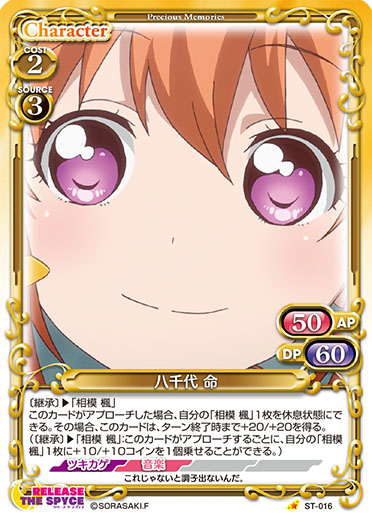 Precious Memories
Character
COST
2
SOURCE
3
50 AP
DP 60
八千代 命
〔継承〕▶「相模 楓」
このカードがアプローチした場合、自分の「相模 楓」1枚を休息状態にで
きる。その場合、このカードは、ターン終了時まで+20/+20を得る。
(〔継承〕▶「相模 楓」:このカードがアプローチするごとに、自分の「相模
楓」1枚に+10/+10コインを1個乗せることができる。)
ツキカゲ 音楽
これじゃないと調子出ないんだ。
RELEASE
THE SPYCE
©SORASAKI.F
ST-016